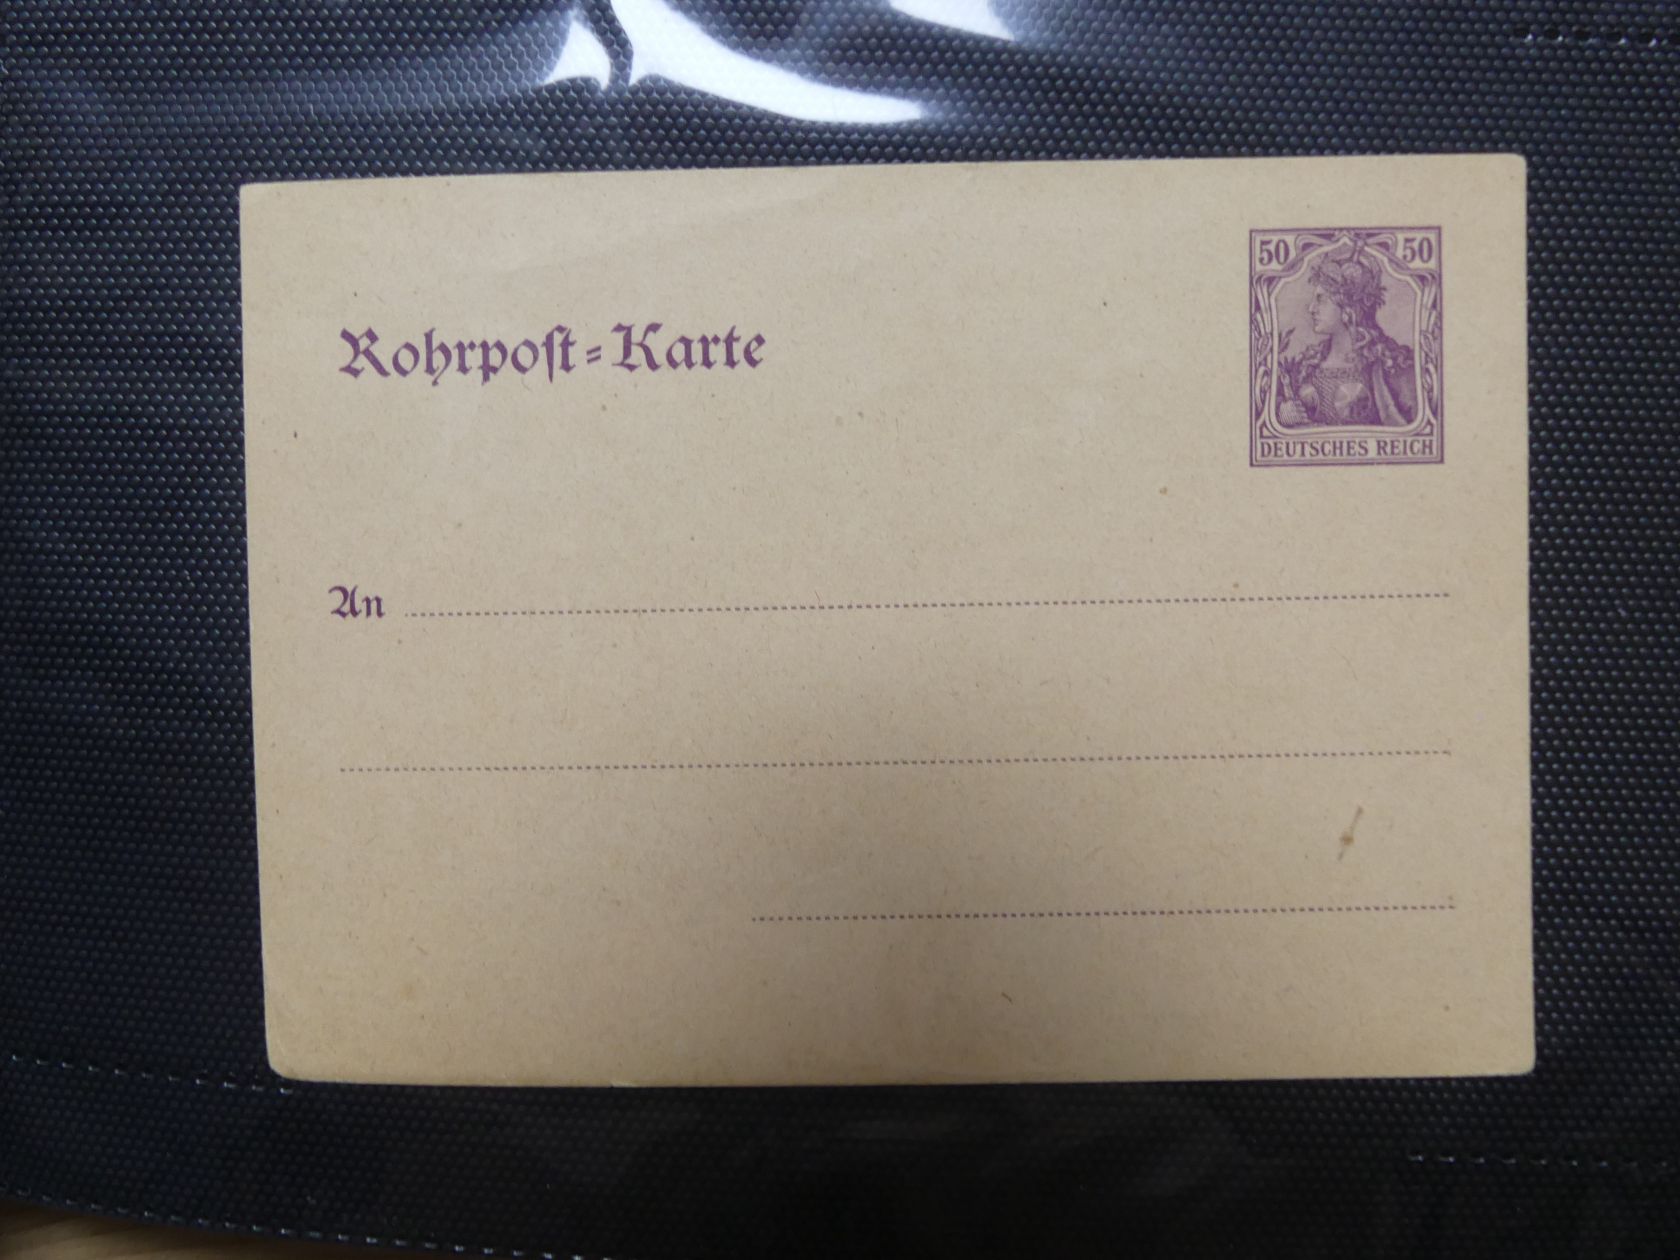 50 50
DEUTSCHES REICH
Rohrpoſt-Karte
An